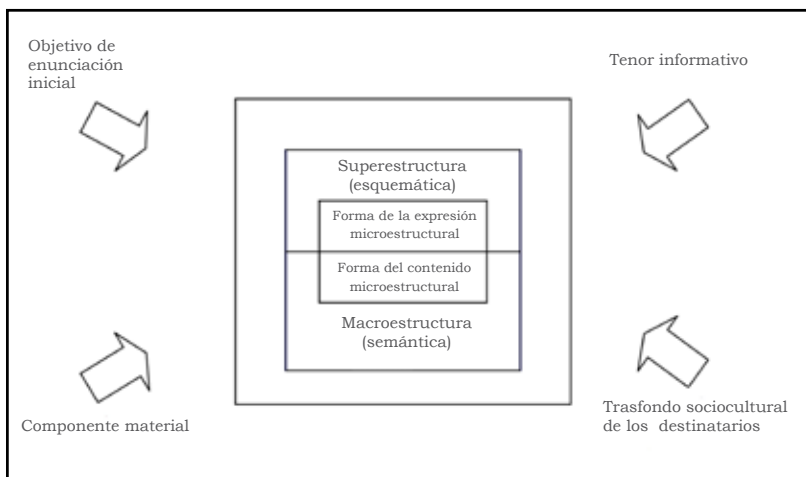 Objetivo de
enunciación
inicial
Tenor informativo
Superestructura
(esquemática)
Forma de la expresión
microestructural
Forma del contenido
microestructural
Macroestructura
(semántica)
Componente material
Trasfondo sociocultural
de los destinatarios